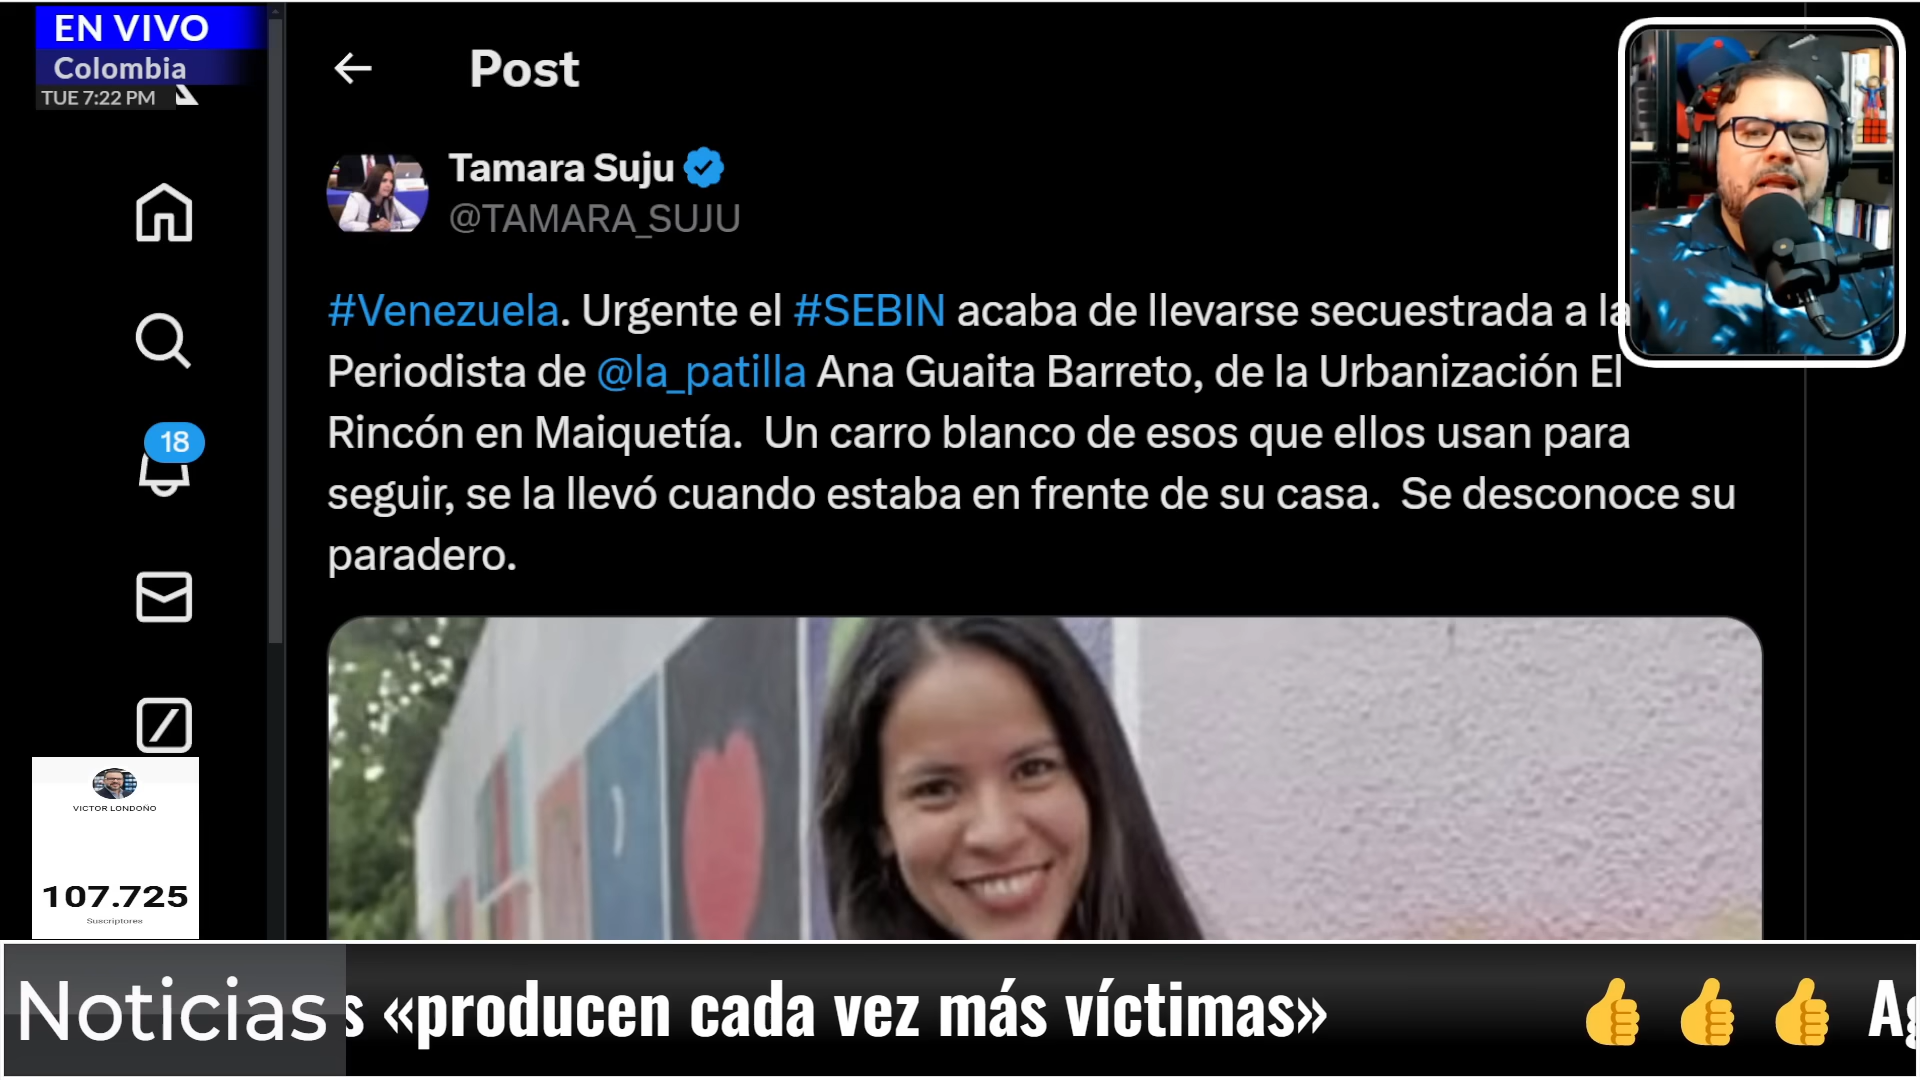 EN VIVO
Colombia
TUE 7:22 PM
Post
Tamara Suju
@TAMARA_SUJU
#Venezuela. Urgente el #SEBIN acaba de llevarse secuestrada a la
Periodista de @la_patilla Ana Guaita Barreto, de la Urbanización El
Rincón en Maiquetía.  Un carro blanco de esos que ellos usan para
seguir, se la llevó cuando estaba en frente de su casa.  Se desconoce su
paradero.
18
VICTOR LONDOÑO
107.725
Suscriptores
Noticias
s «producen cada vez más víctimas» 👍 👍 👍